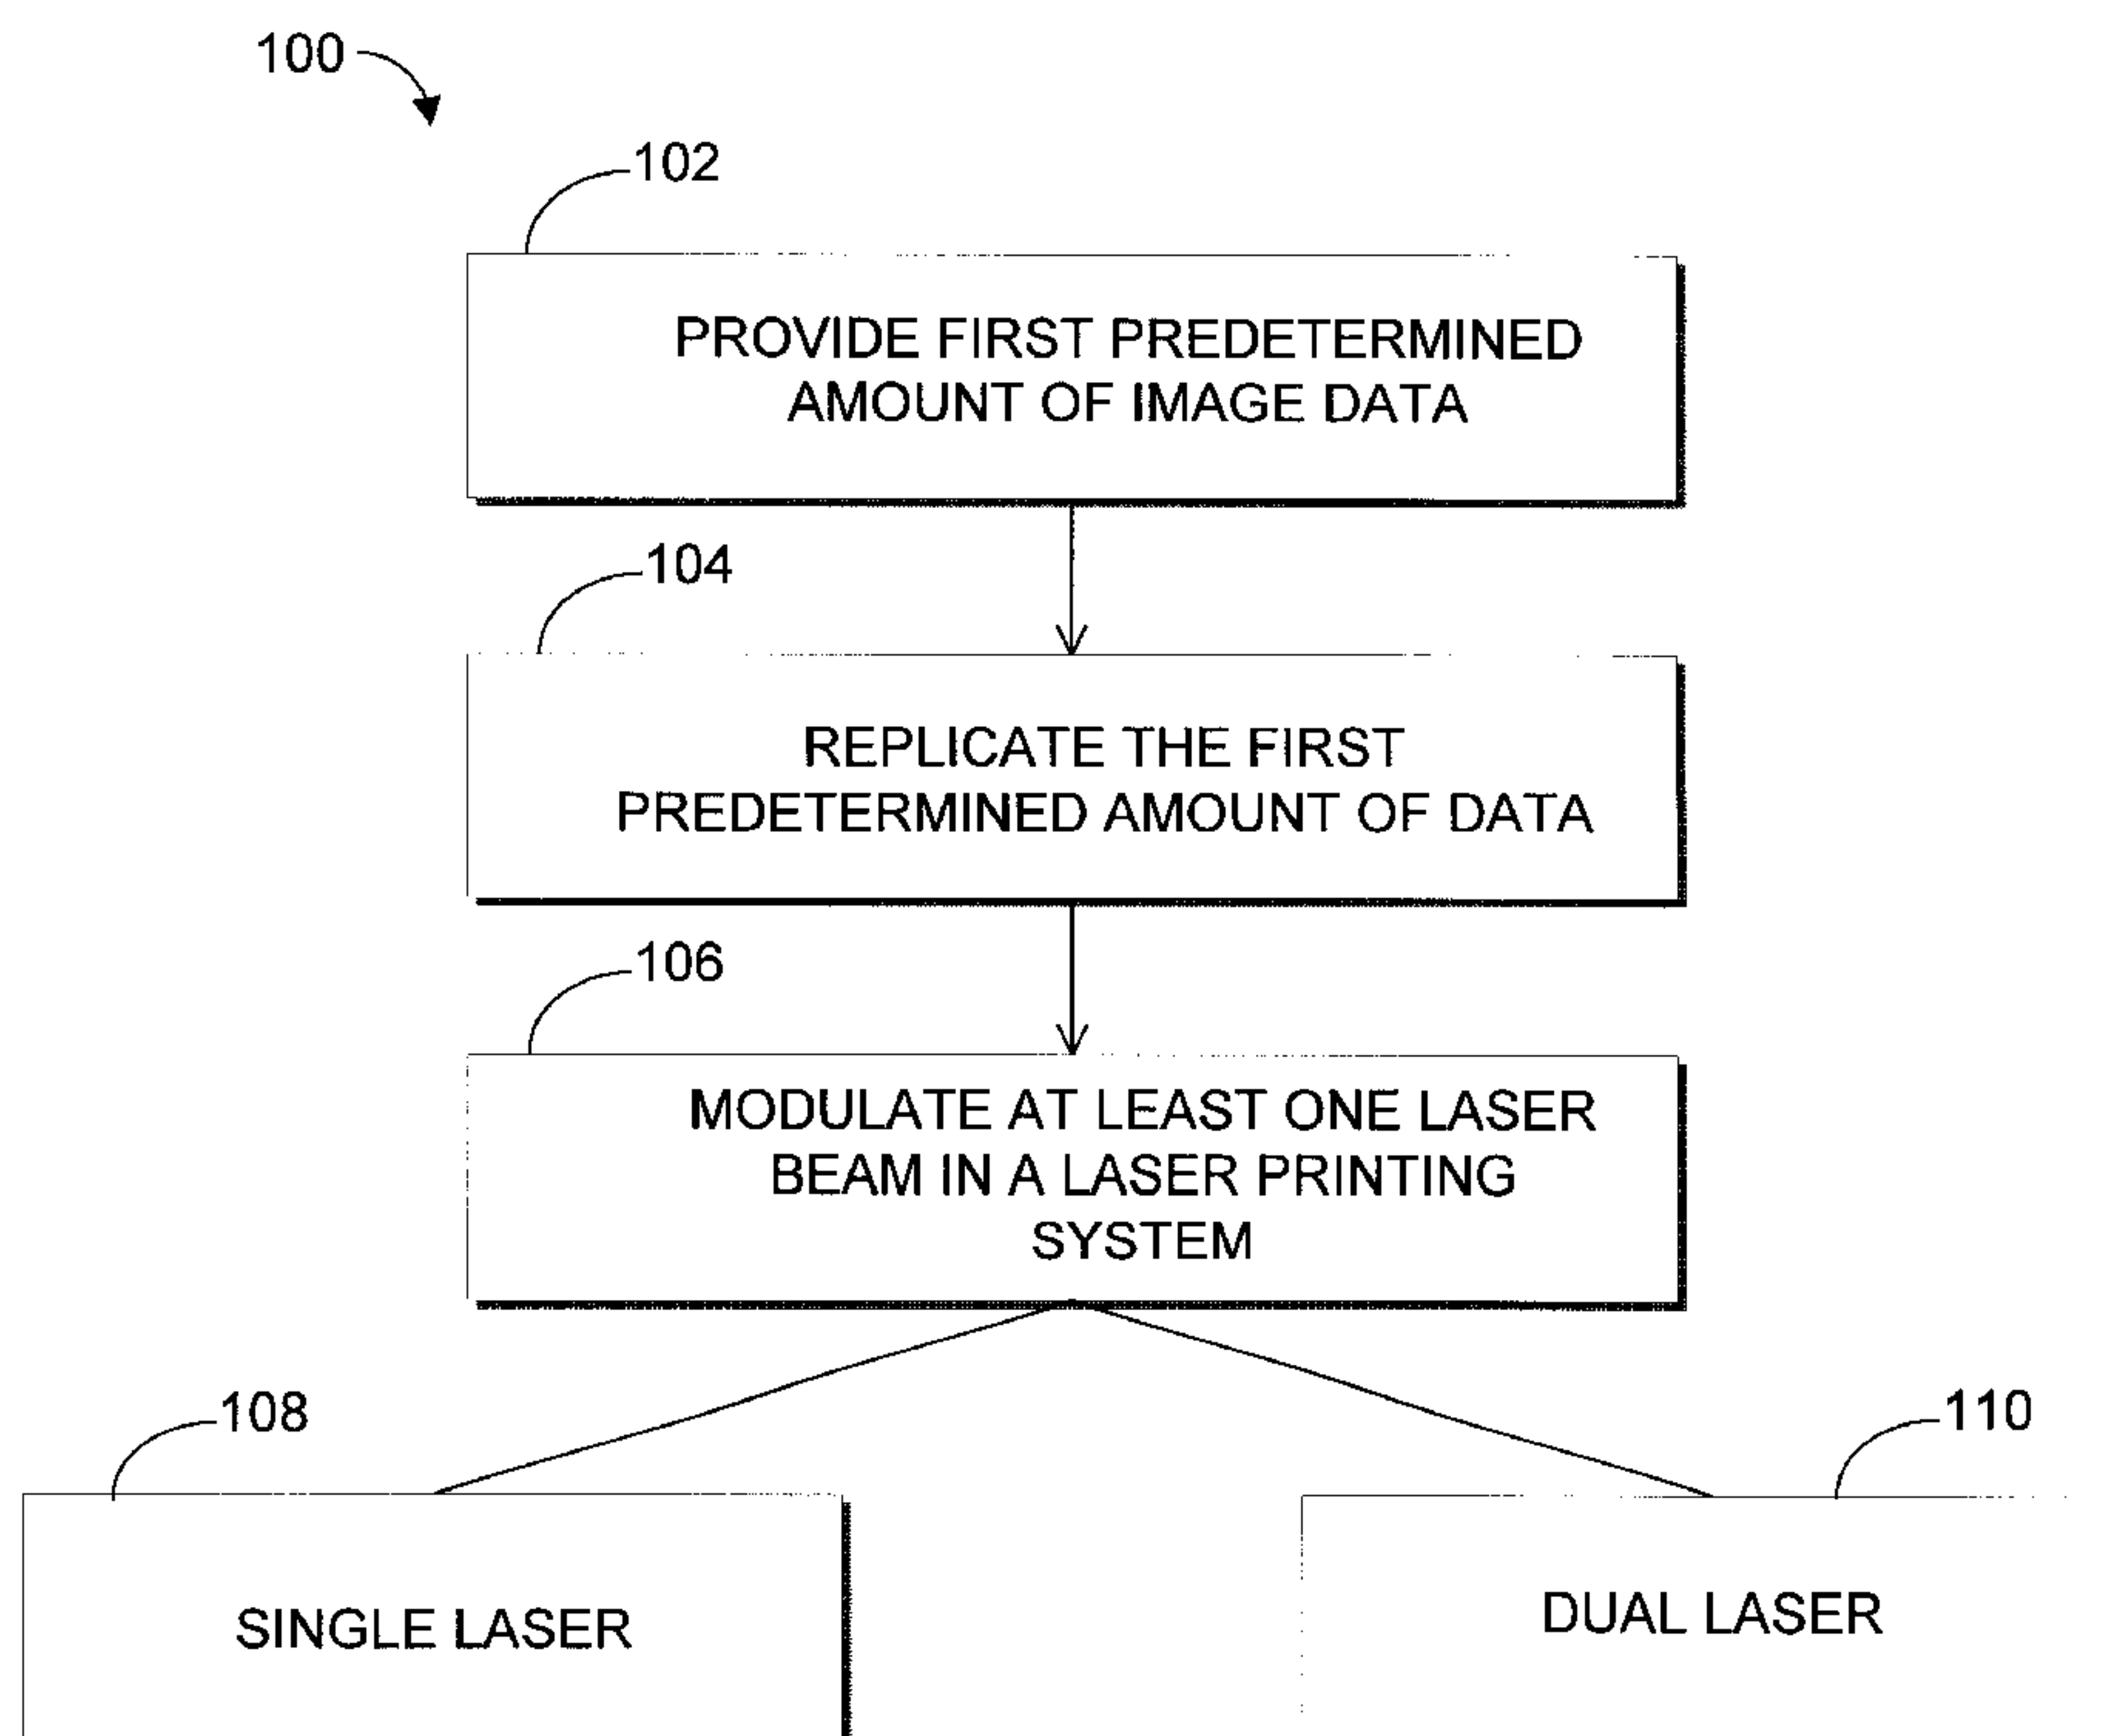 100
102
PROVIDE FIRST PREDETERMINED
AMOUNT OF IMAGE DATA
104
REPLICATE THE FIRST
PREDETERMINED AMOUNT OF DATA
106
MODULATE AT LEAST ONE LASER
BEAM IN A LASER PRINTING
SYSTEM
108
110
SINGLE LASER
DUAL LASER